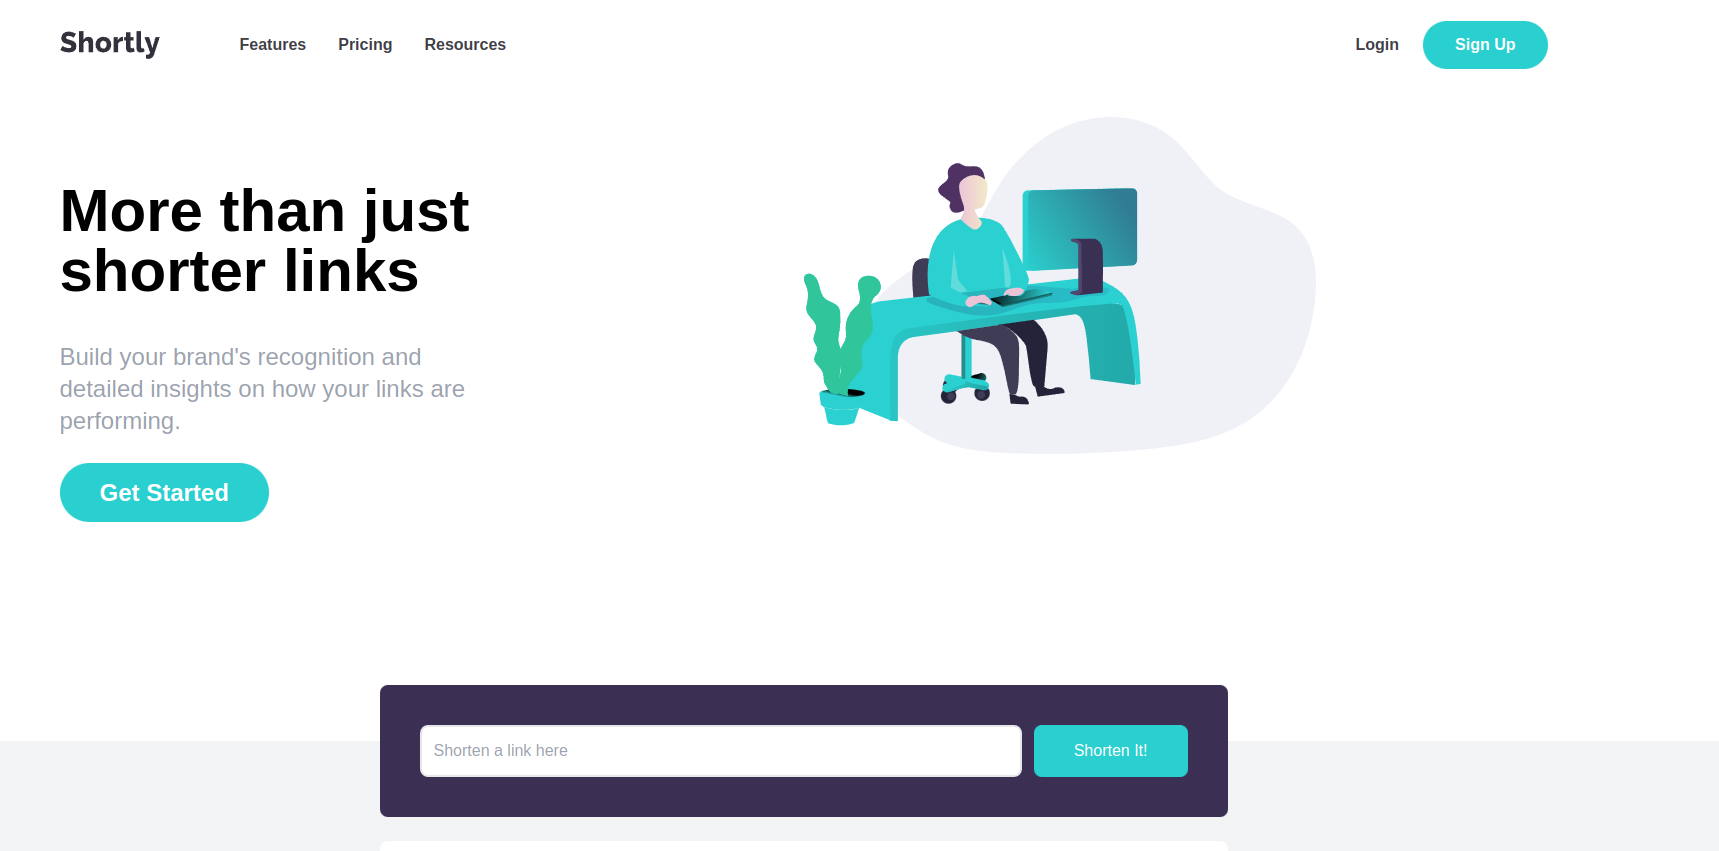 Shortly
Features
Pricing
Resources
Login
Sign Up
More than just
shorter links
Build your brand's recognition and
detailed insights on how your links are
performing.
Get Started
Shorten a link here
Shorten It!